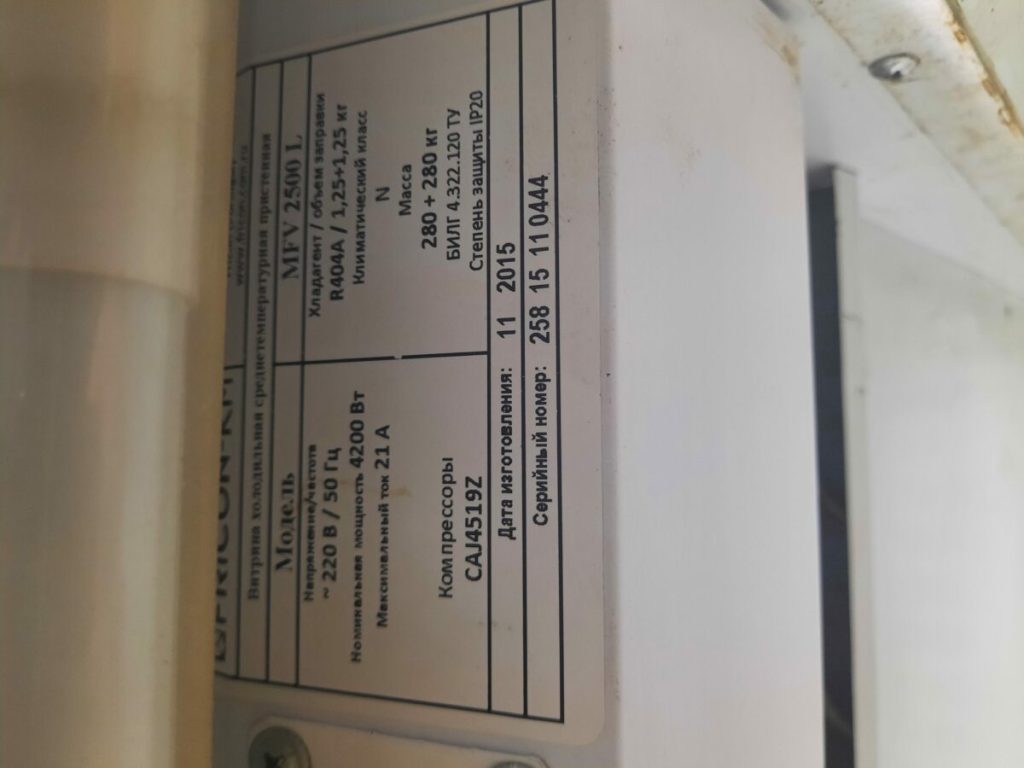 Витрина холодильная среднетемпературная пристенная
Модель MFV 2500 L
Напряжение/частота
~ 220 В / 50 Гц
Номинальная мощность 4200 Вт
Максимальный ток 21 А
Компрессоры
CAJ4519Z
Хладагент / объем заправки
R404A / 1,25+1,25 кг
Климатический класс
N
Масса
280 + 280 кг
БИЛГ 4.322.120 ТУ
Степень защиты IP20
Дата изготовления: 11 2015
Серийный номер: 258 15 11 0444